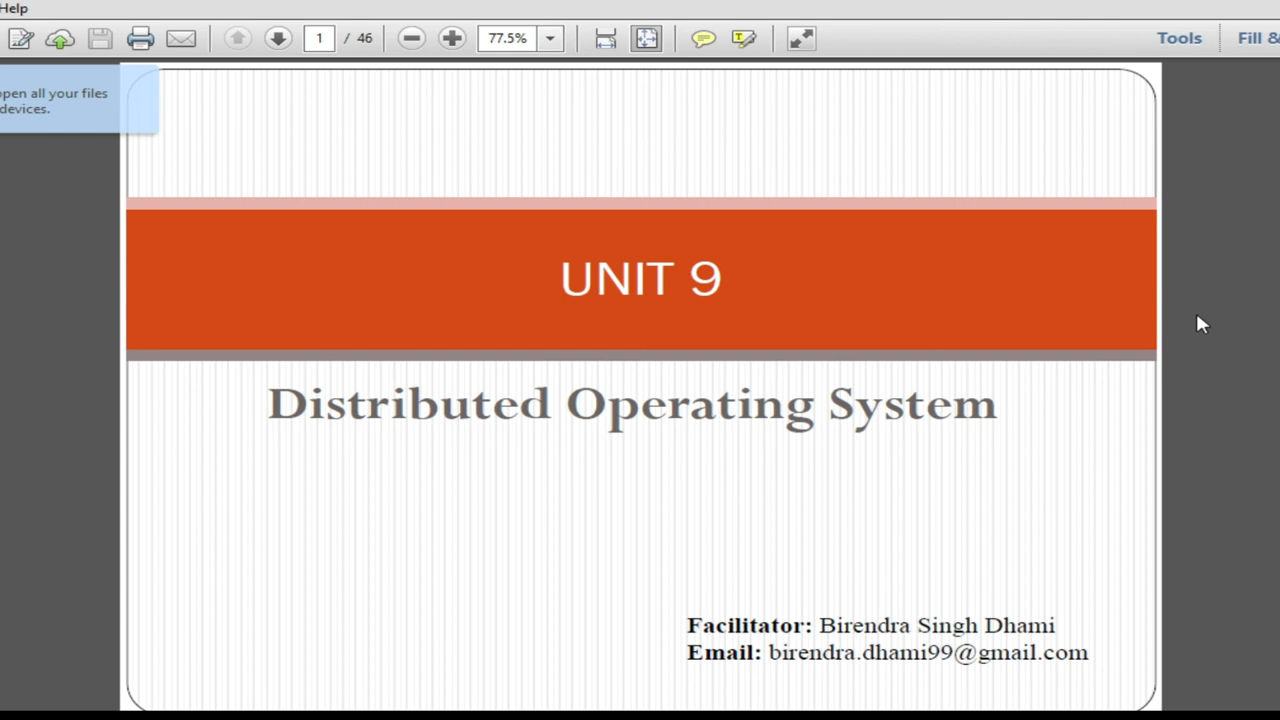 Help
1 / 46 77.5% Tools Fill &
open all your files
devices.
UNIT 9
Distributed Operating System
Facilitator: Birendra Singh Dhami
Email: birendra.dhami99@gmail.com